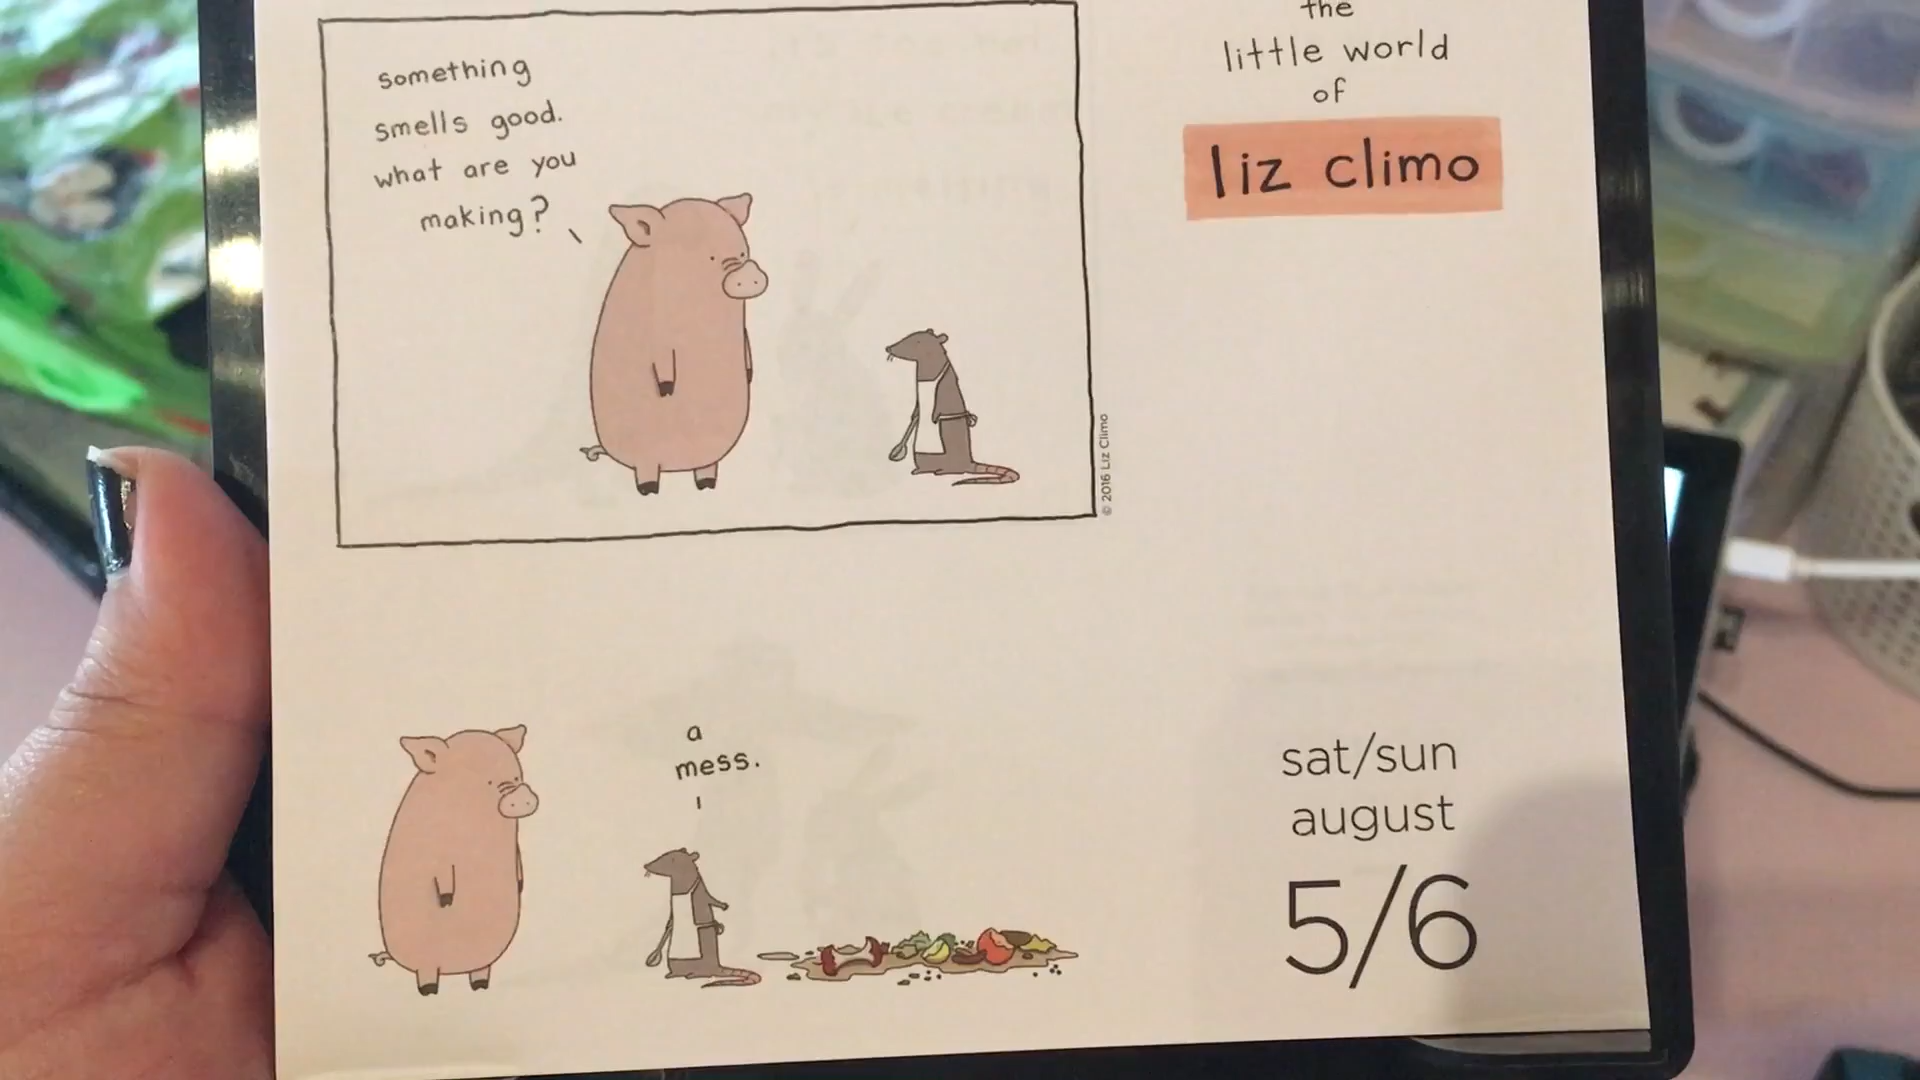 something
smells good.
what are you
making?
© 2016 Liz Climo
a
mess.
the
little world
of
liz climo
sat/sun
august
5/6